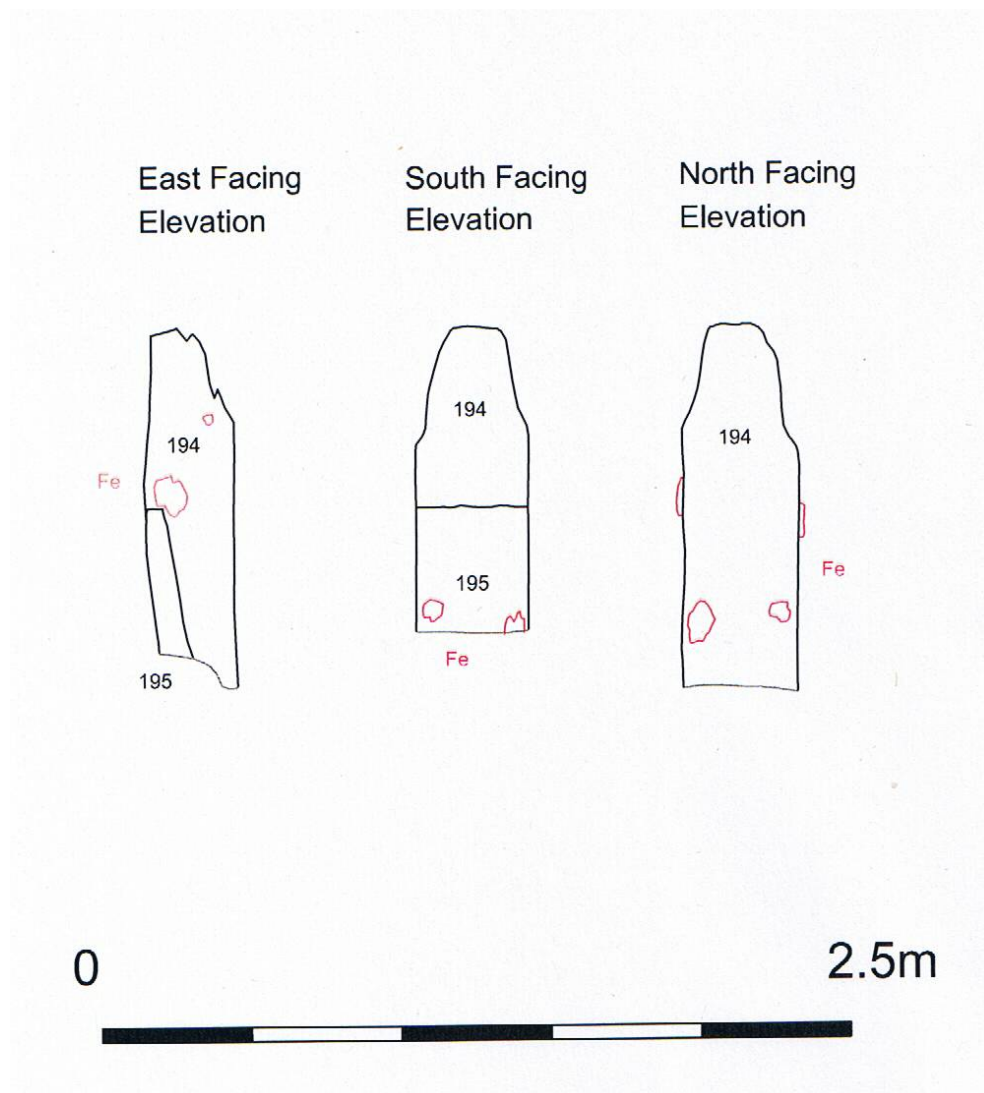 East Facing
Elevation
South Facing
Elevation
North Facing
Elevation
194
194
194
Fe
Fe
195
Fe
195
0
2.5m